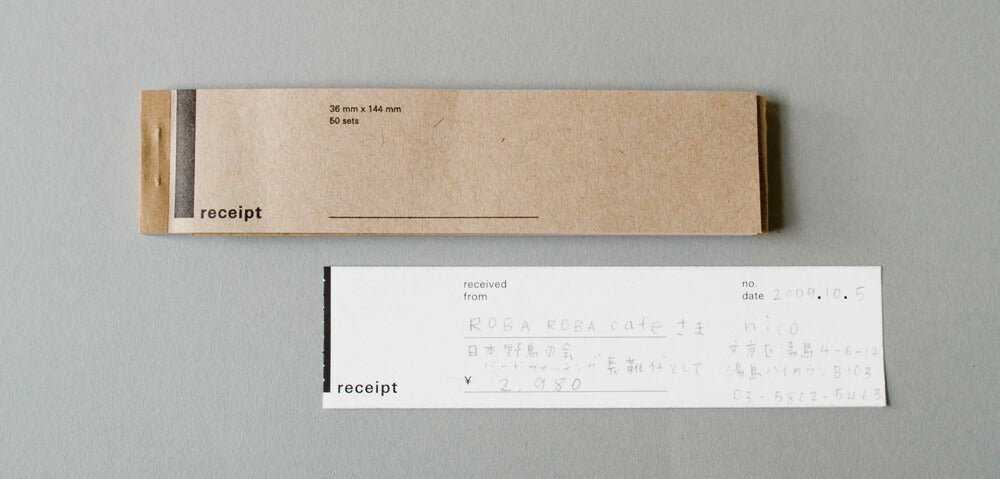 36 mm x 144 mm
50 sets
receipt
received
from
no.
date 2009.10.5
ROBA ROBA cafe さま
nico
日本野鳥の会
バードウォッチング長靴代として
¥ 2,980
文京区湯島4-6-12
湯島ハイタウンB103
03-5802-5
receipt